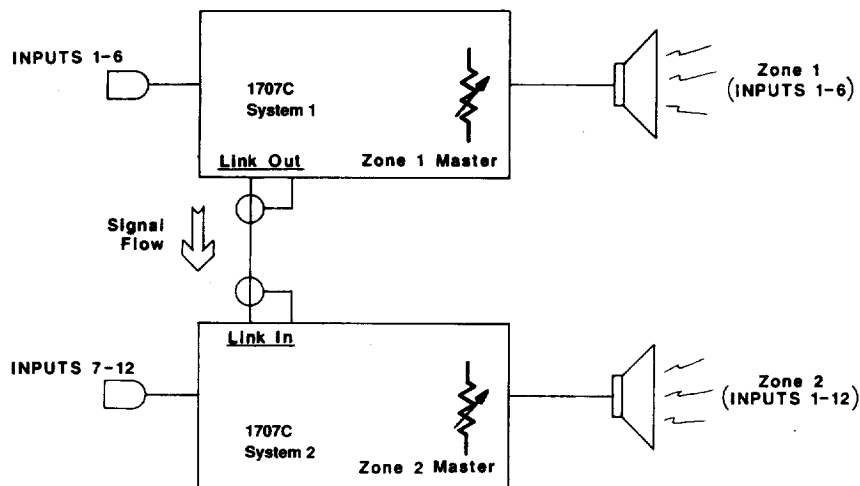 INPUTS 1-6
1707C
System 1
Link Out
Zone 1 Master
Zone 1
(INPUTS 1-6)
Signal
Flow
Link In
INPUTS 7-12
1707C
System 2
Zone 2 Master
Zone 2
(INPUTS 1-12)